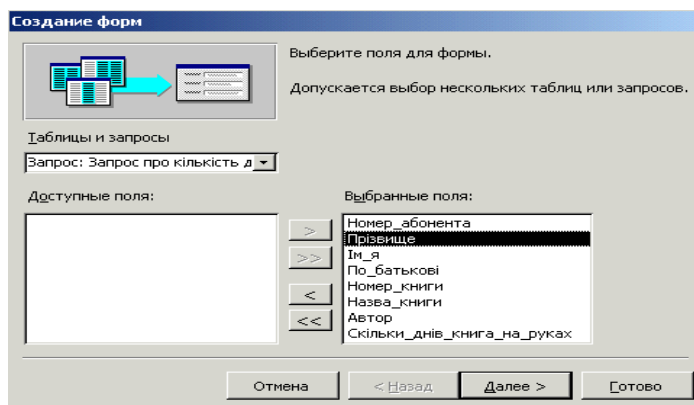 Создание форм
Выберите поля для формы.
Допускается выбор нескольких таблиц или запросов.
Таблицы и запросы
Запрос: Запрос про кількість д
Доступные поля:
Выбранные поля:
>
>>
<
<<
Номер_абонента
Прізвище
Ім_я
По_батькові
Номер_книги
Назва_книги
Автор
Скільки_днів_книга_на_руках
Отмена
< Назад
Далее >
Готово